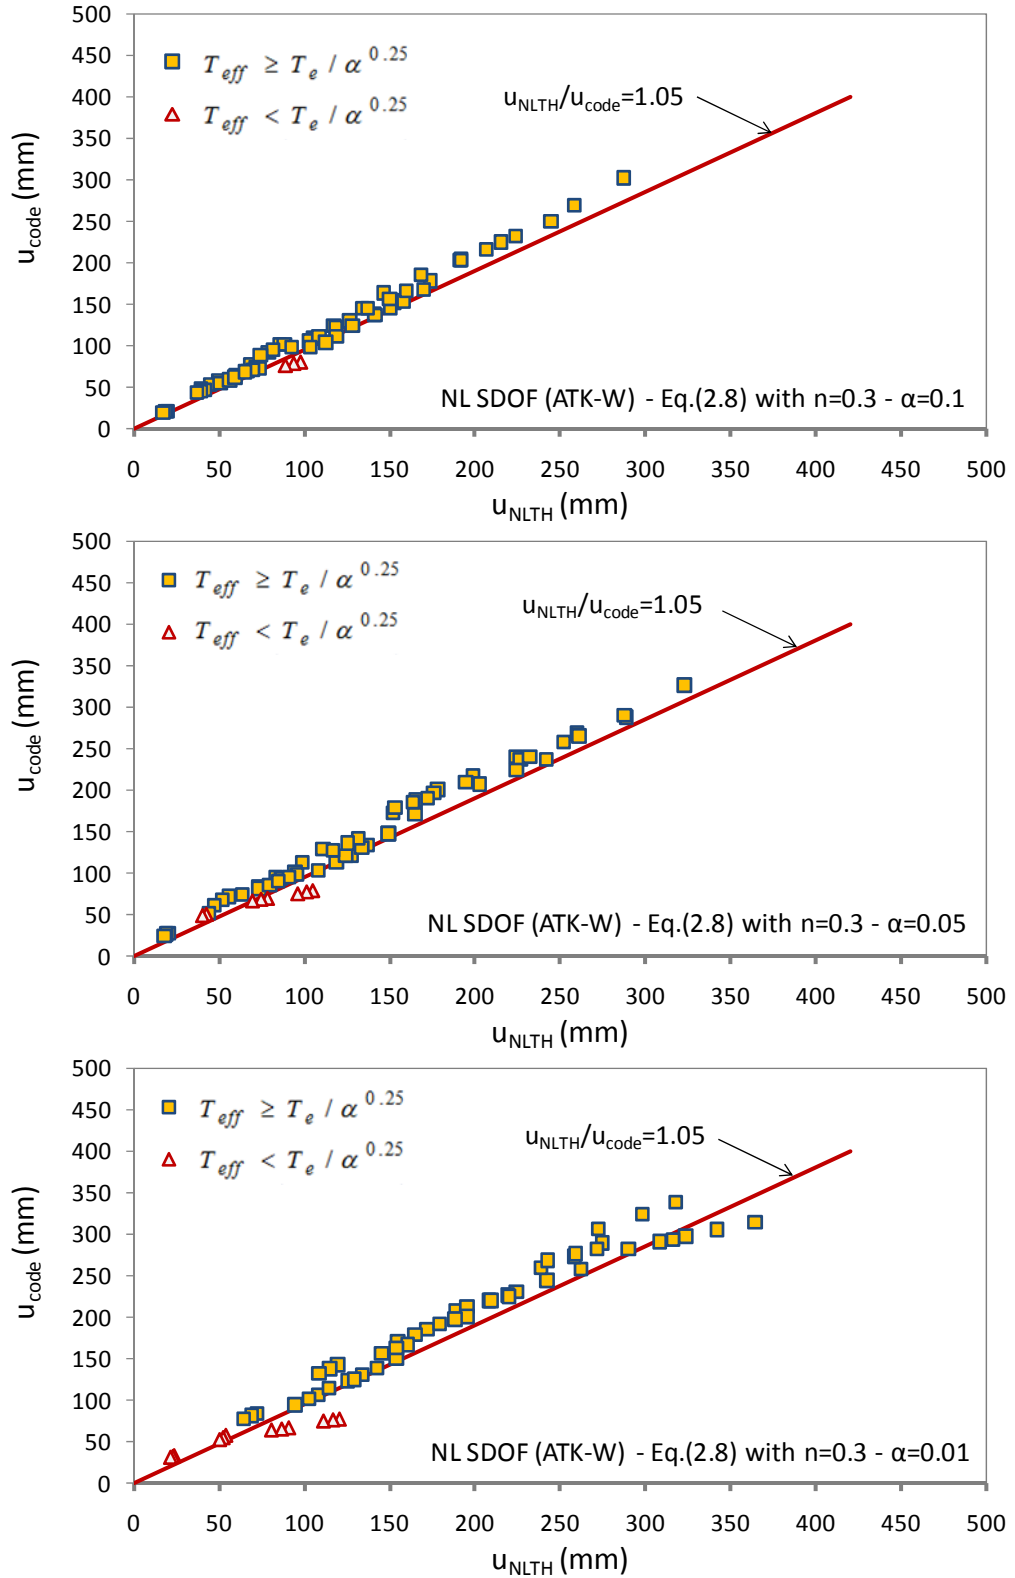 500
450
400
350
300
250
200
150
100
50
0
u_code (mm)
T_eff ≥ T_e / α^0.25
T_eff < T_e / α^0.25
u_NLTH/u_code=1.05
NL SDOF (ATK-W) - Eq.(2.8) with n=0.3 - α=0.1
0 50 100 150 200 250 300 350 400 450 500
u_NLTH (mm)
500
450
400
350
300
250
200
150
100
50
0
u_code (mm)
T_eff ≥ T_e / α^0.25
T_eff < T_e / α^0.25
u_NLTH/u_code=1.05
NL SDOF (ATK-W) - Eq.(2.8) with n=0.3 - α=0.05
0 50 100 150 200 250 300 350 400 450 500
u_NLTH (mm)
500
450
400
350
300
250
200
150
100
50
0
u_code (mm)
T_eff ≥ T_e / α^0.25
T_eff < T_e / α^0.25
u_NLTH/u_code=1.05
NL SDOF (ATK-W) - Eq.(2.8) with n=0.3 - α=0.01
0 50 100 150 200 250 300 350 400 450 500
u_NLTH (mm)